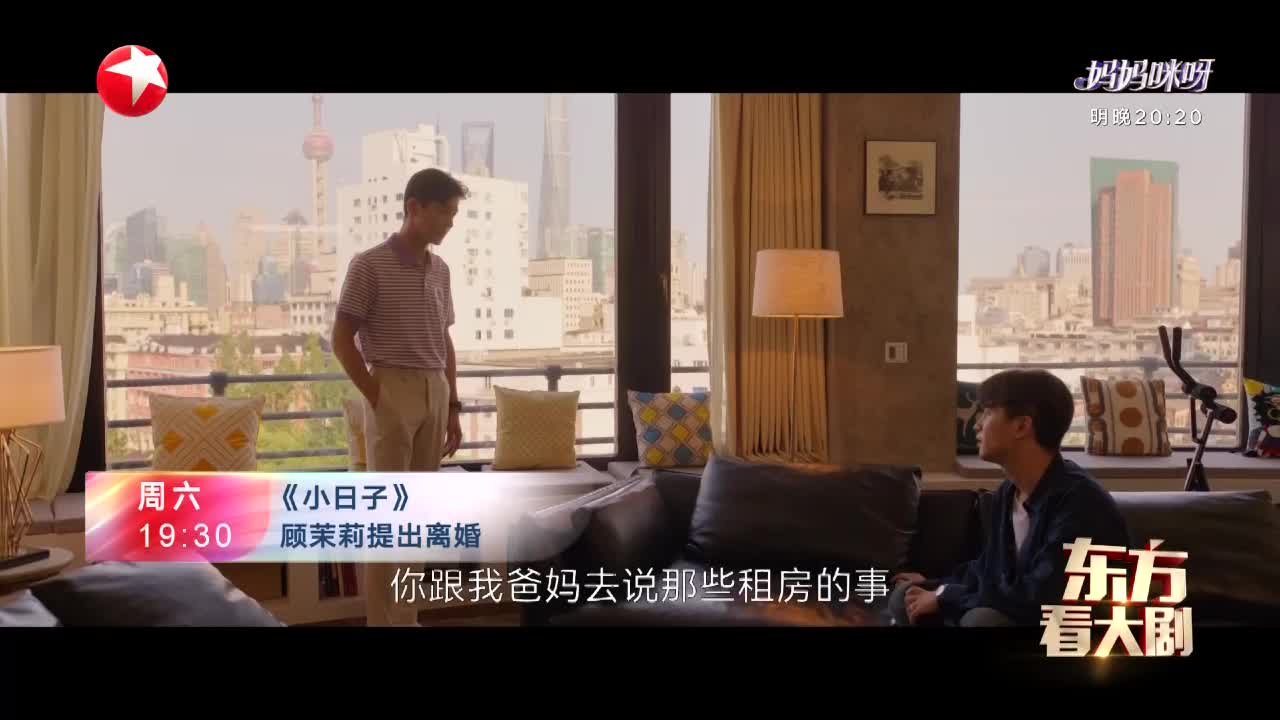 妈妈咪呀
明晚20:20
周六
19:30
《小日子》
顾茉莉提出离婚
你跟我爸妈去说那些租房的事
东方
看大剧